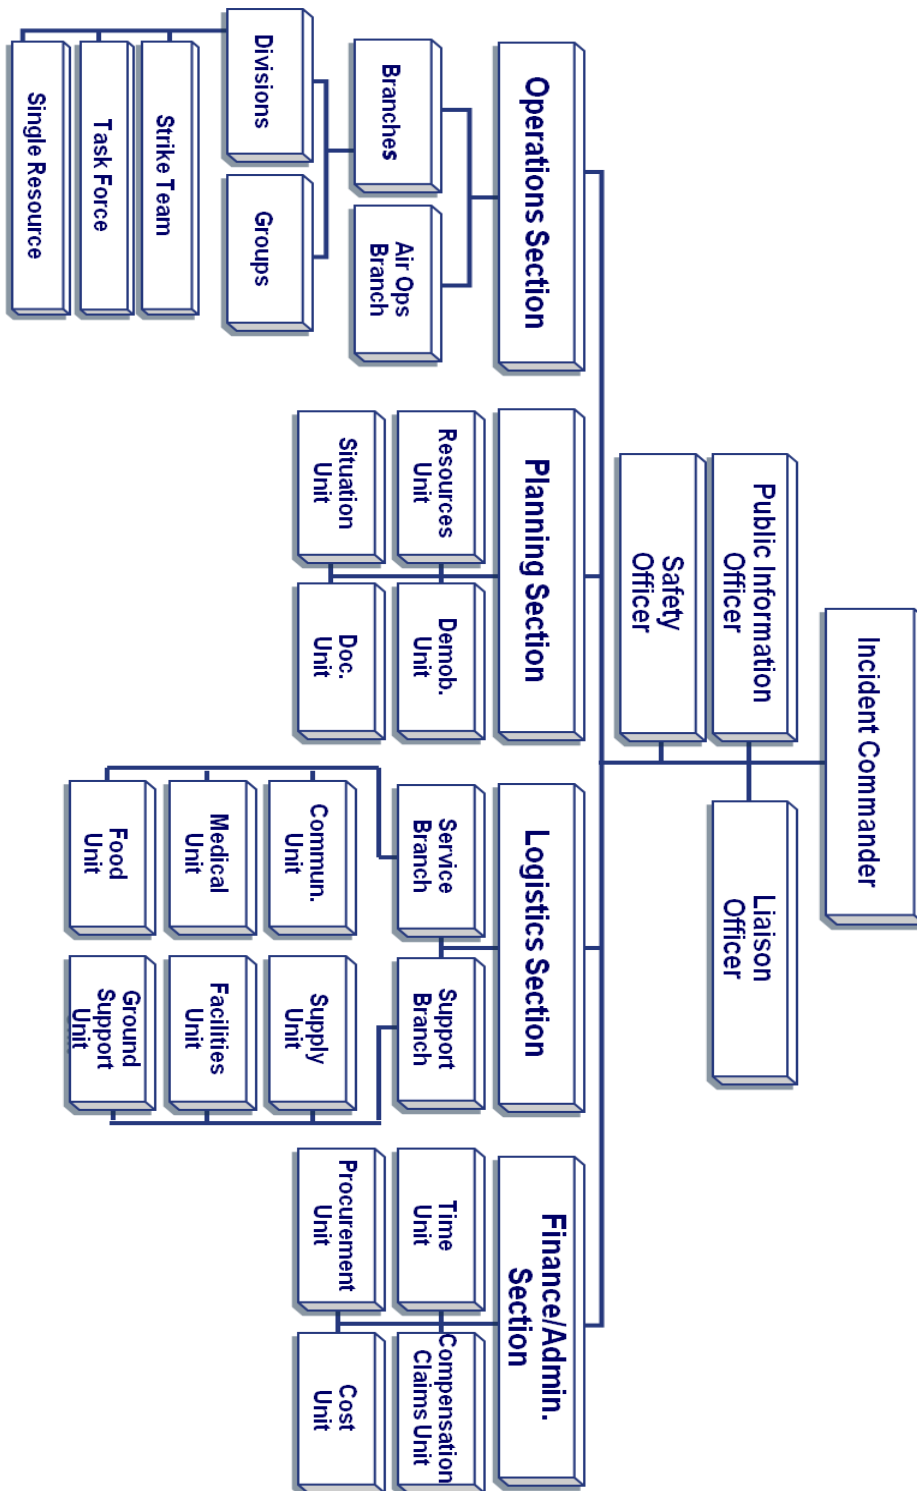 Incident Commander
Public Information
Officer
Liaison
Officer
Safety
Officer
Operations Section
Planning Section
Logistics Section
Finance/Admin.
Section
Branches
Air Ops
Branch
Divisions
Groups
Strike Team
Task Force
Single Resource
Resources
Unit
Demob.
Unit
Situation
Unit
Doc.
Unit
Service
Branch
Support
Branch
Commun.
Unit
Supply
Unit
Medical
Unit
Facilities
Unit
Food
Unit
Ground
Support
Unit
Time
Unit
Compensation
Claims Unit
Procurement
Unit
Cost
Unit